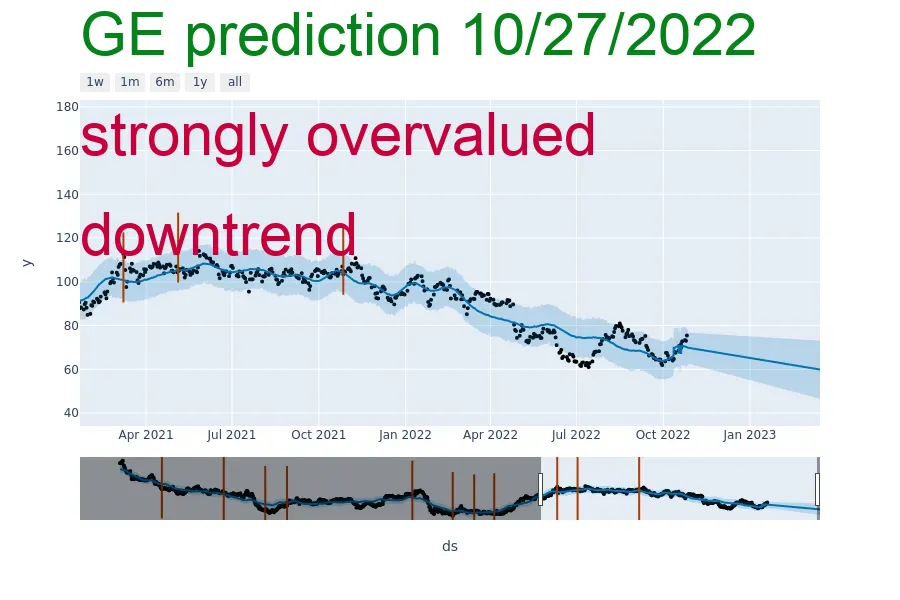 GE prediction 10/27/2022
1w 1m 6m 1y all
180
strongly overvalued
160
140
downtrend
120
y
100
80
60
40
Apr 2021 Jul 2021 Oct 2021 Jan 2022 Apr 2022 Jul 2022 Oct 2022 Jan 2023
ds